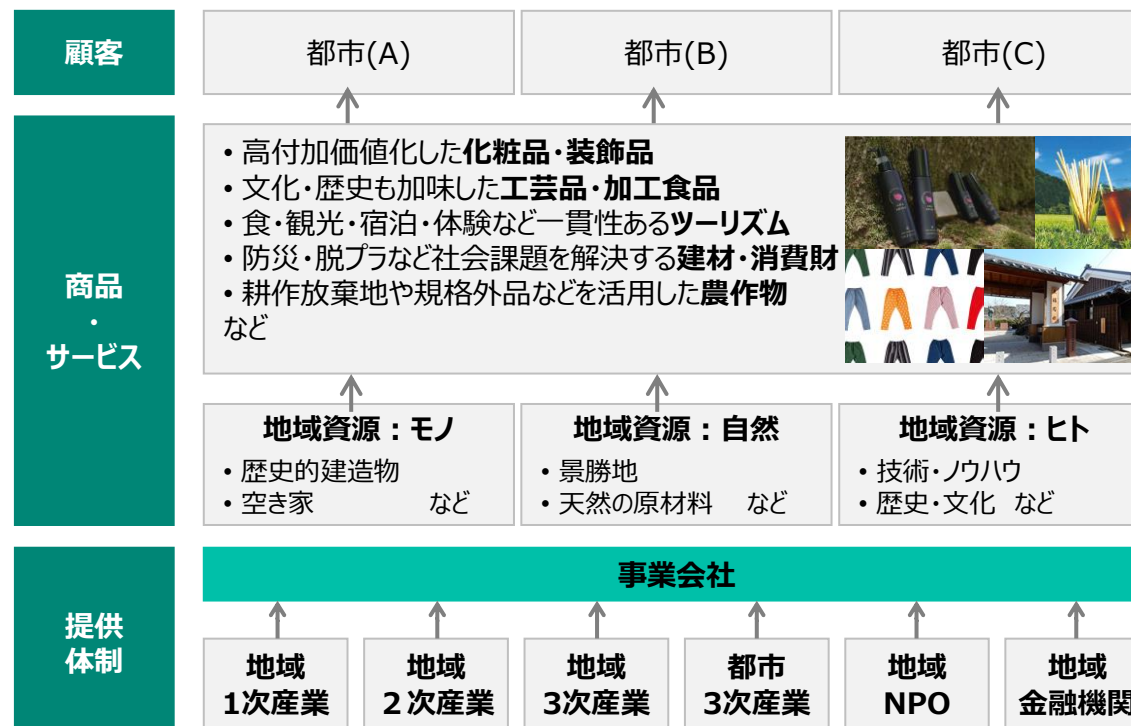 顧客
都市(A)
都市(B)
都市(C)
商品
・
サービス
• 高付加価値化した化粧品・装飾品
• 文化・歴史も加味した工芸品・加工食品
• 食・観光・宿泊・体験など一貫性あるツーリズム
• 防災・脱プラなど社会課題を解決する建材・消費財
• 耕作放棄地や規格外品などを活用した農作物
など
地域資源：モノ
• 歴史的建造物
• 空き家 など
地域資源：自然
• 景勝地
• 天然の原材料 など
地域資源：ヒト
• 技術・ノウハウ
• 歴史・文化 など
提供
体制
事業会社
地域
1次産業
地域
２次産業
地域
3次産業
都市
3次産業
地域
NPO
地域
金融機関